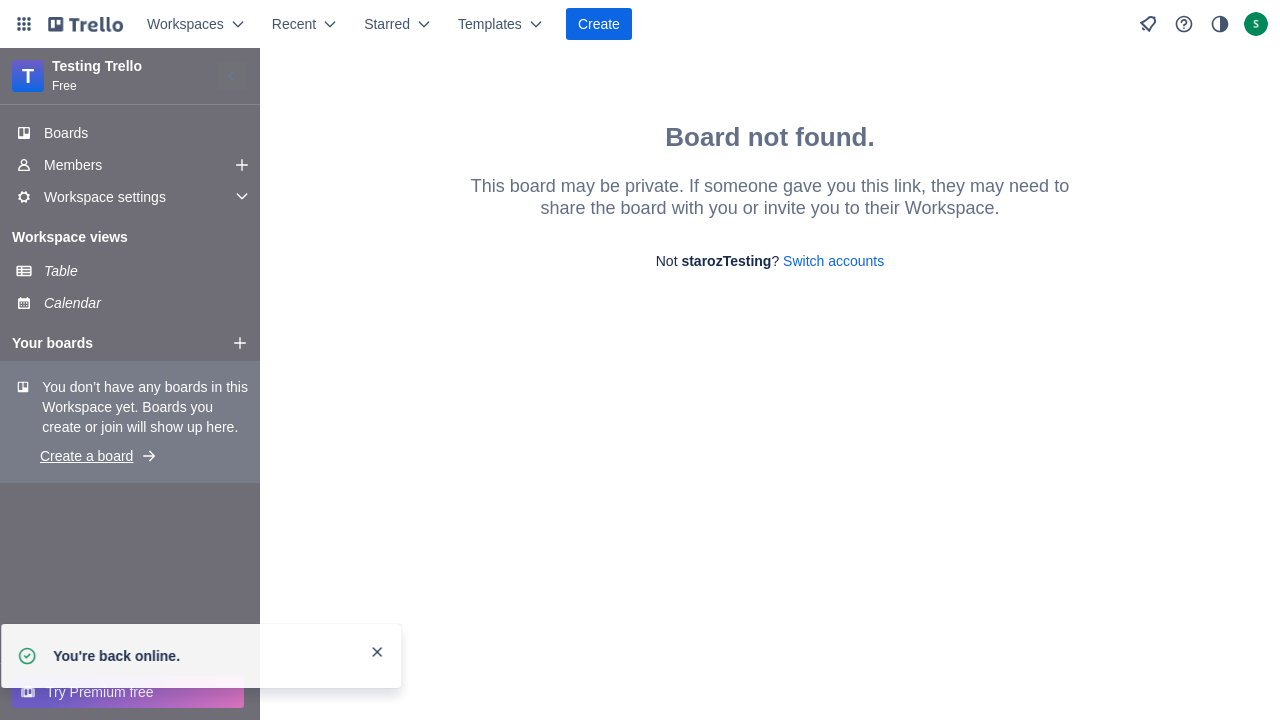 Trello
Workspaces
Recent
Starred
Templates
Create
S
T
Testing Trello
Free
Boards
Members
Workspace settings
Workspace views
Table
Calendar
Your boards
You don't have any boards in this
Workspace yet. Boards you
create or join will show up here.
Create a board
Board not found.
This board may be private. If someone gave you this link, they may need to
share the board with you or invite you to their Workspace.
Not starozTesting? Switch accounts
You're back online.
Try Premium free